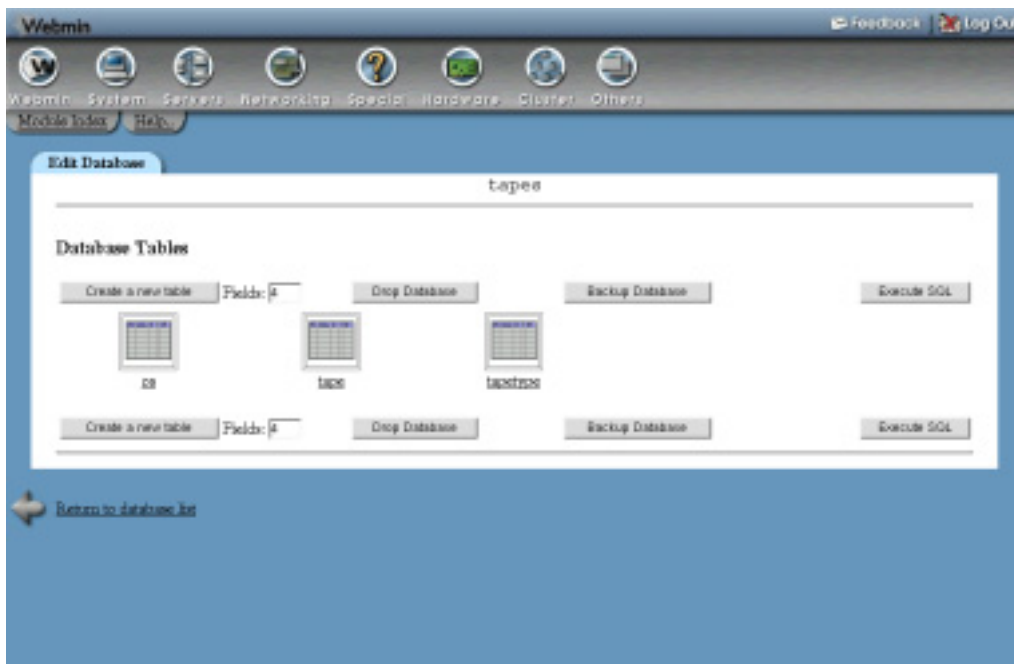 Webmin
Feedback Log Ou
Webmin System Servers Networking Special Hardware Cluster Others
Module Index Help..
Edit Database
tapes
Database Tables
Create a new table Fields: 4 Drop Database Backup Database Execute SQL
tape tapetype
Create a new table Fields: 4 Drop Database Backup Database Execute SQL
Return to database list